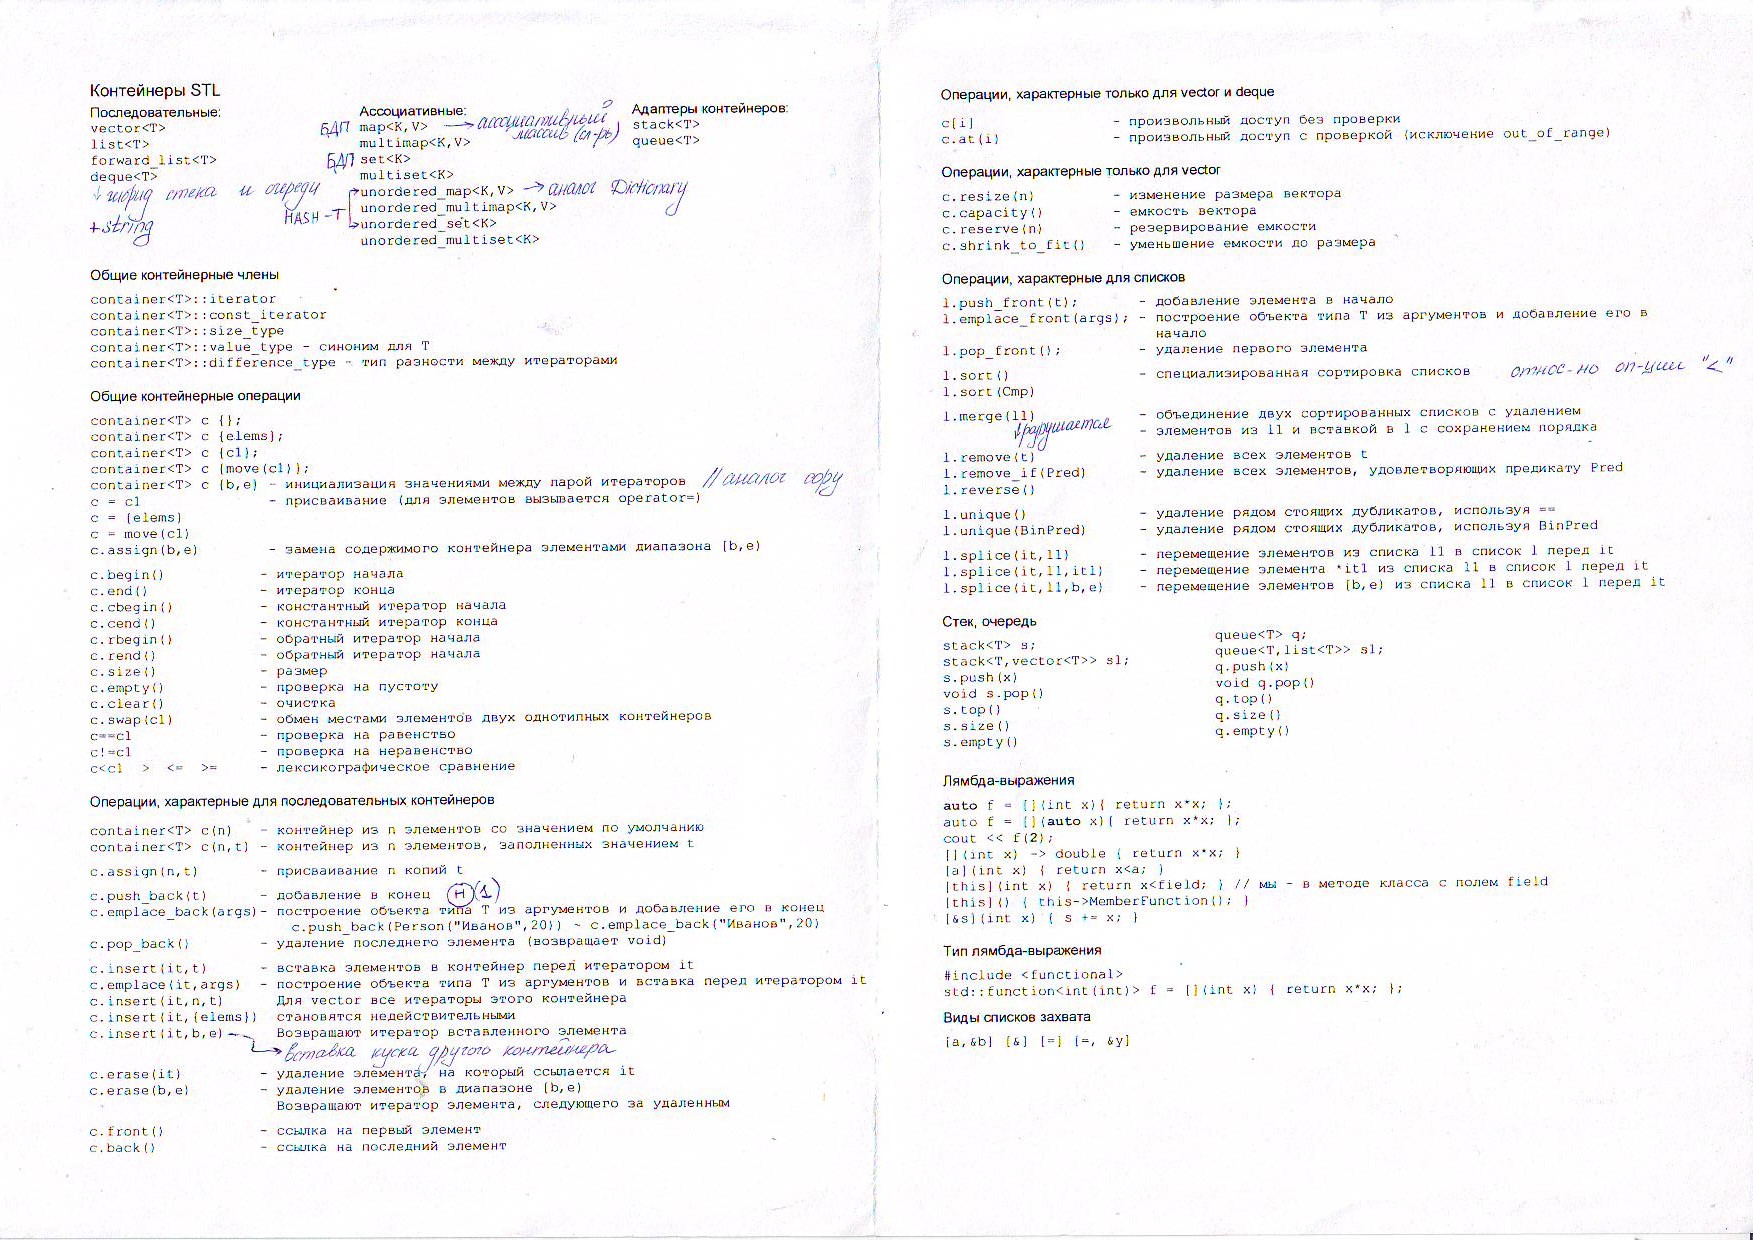 Контейнеры STL
Последовательные:
vector<T>
list<T>
forward_list<T>
deque<T>
↓ гибрид стека и очереди
+string
Ассоциативные:
БДП map<K,V> → ассоциативный массив (сл-рь)
multimap<K,V>
БДП set<K>
multiset<K>
unordered_map<K,V> → аналог Dictionary
HASH-T unordered_multimap<K,V>
unordered_set<K>
unordered_multiset<K>
Адаптеры контейнеров:
stack<T>
queue<T>
Общие контейнерные члены
container<T>::iterator
container<T>::const_iterator
container<T>::size_type
container<T>::value_type - синоним для T
container<T>::difference_type - тип разности между итераторами
Общие контейнерные операции
container<T> c {};
container<T> c {elems};
container<T> c {c1};
container<T> c {move(c1)};
container<T> c {b,e) - инициализация значениями между парой итераторов //аналог copy
c = c1 - присваивание (для элементов вызывается operator=)
c = {elems}
c = move(c1)
c.assign(b,e) - замена содержимого контейнера элементами диапазона [b,e)
c.begin() - итератор начала
c.end() - итератор конца
c.cbegin() - константный итератор начала
c.cend() - константный итератор конца
c.rbegin() - обратный итератор начала
c.rend() - обратный итератор начала
c.size() - размер
c.empty() - проверка на пустоту
c.clear() - очистка
c.swap(c1) - обмен местами элементов двух однотипных контейнеров
c==c1 - проверка на равенство
c!=c1 - проверка на неравенство
c<c1 > <= >= - лексикографическое сравнение
Операции, характерные для последовательных контейнеров
container<T> c(n) - контейнер из n элементов со значением по умолчанию
container<T> c(n,t) - контейнер из n элементов, заполненных значением t
c.assign(n,t) - присваивание n копий t
c.push_back(t) - добавление в конец Н(1)
c.emplace_back(args) - построение объекта типа T из аргументов и добавление его в конец
c.push_back(Person("Иванов",20)) ~ c.emplace_back("Иванов",20)
c.pop_back() - удаление последнего элемента (возвращает void)
c.insert(it,t) - вставка элементов в контейнер перед итератором it
c.emplace(it,args) - построение объекта типа T из аргументов и вставка перед итератором it
c.insert(it,n,t) Для vector все итераторы этого контейнера
c.insert(it,{elems}) становятся недействительными
c.insert(it,b,e) Возвращают итератор вставленного элемента
→ вставка куска другого контейнера
c.erase(it) - удаление элемента, на который ссылается it
c.erase(b,e) - удаление элементов в диапазоне [b,e)
Возвращают итератор элемента, следующего за удаленным
c.front() - ссылка на первый элемент
c.back() - ссылка на последний элемент
Операции, характерные только для vector и deque
c[i] - произвольный доступ без проверки
c.at(i) - произвольный доступ с проверкой (исключение out_of_range)
Операции, характерные только для vector
c.resize(n) - изменение размера вектора
c.capacity() - емкость вектора
c.reserve(n) - резервирование емкости
c.shrink_to_fit() - уменьшение емкости до размера
Операции, характерные для списков
l.push_front(t); - добавление элемента в начало
l.emplace_front(args); - построение объекта типа T из аргументов и добавление его в
начало
l.pop_front(); - удаление первого элемента
l.sort() - специализированная сортировка списков относ-но оп-ции "<"
l.sort(Cmp)
l.merge(l1) - объединение двух сортированных списков с удалением
↓разрушается - элементов из l1 и вставкой в l с сохранением порядка
l.remove(t) - удаление всех элементов t
l.remove_if(Pred) - удаление всех элементов, удовлетворяющих предикату Pred
l.reverse()
l.unique() - удаление рядом стоящих дубликатов, используя ==
l.unique(BinPred) - удаление рядом стоящих дубликатов, используя BinPred
l.splice(it,l1) - перемещение элементов из списка l1 в список l перед it
l.splice(it,l1,it1) - перемещение элемента *it1 из списка l1 в список l перед it
l.splice(it,l1,b,e) - перемещение элементов [b,e) из списка l1 в список l перед it
Стек, очередь
stack<T> s;
stack<T,vector<T>> s1;
s.push(x)
void s.pop()
s.top()
s.size()
s.empty()
queue<T> q;
queue<T,list<T>> s1;
q.push(x)
void q.pop()
q.top()
q.size()
q.empty()
Лямбда-выражения
auto f = [](int x){ return x*x; };
auto f = [](auto x){ return x*x; };
cout << f(2);
[](int x) -> double { return x*x; }
[a](int x) { return x<a; }
[this](int x) { return x<field; } // мы - в методе класса с полем field
[this]() { this->MemberFunction(); }
[&s](int x) { s += x; }
Тип лямбда-выражения
#include <functional>
std::function<int(int)> f = [](int x) { return x*x; };
Виды списков захвата
[a,&b] [&] [=] [=, &y]